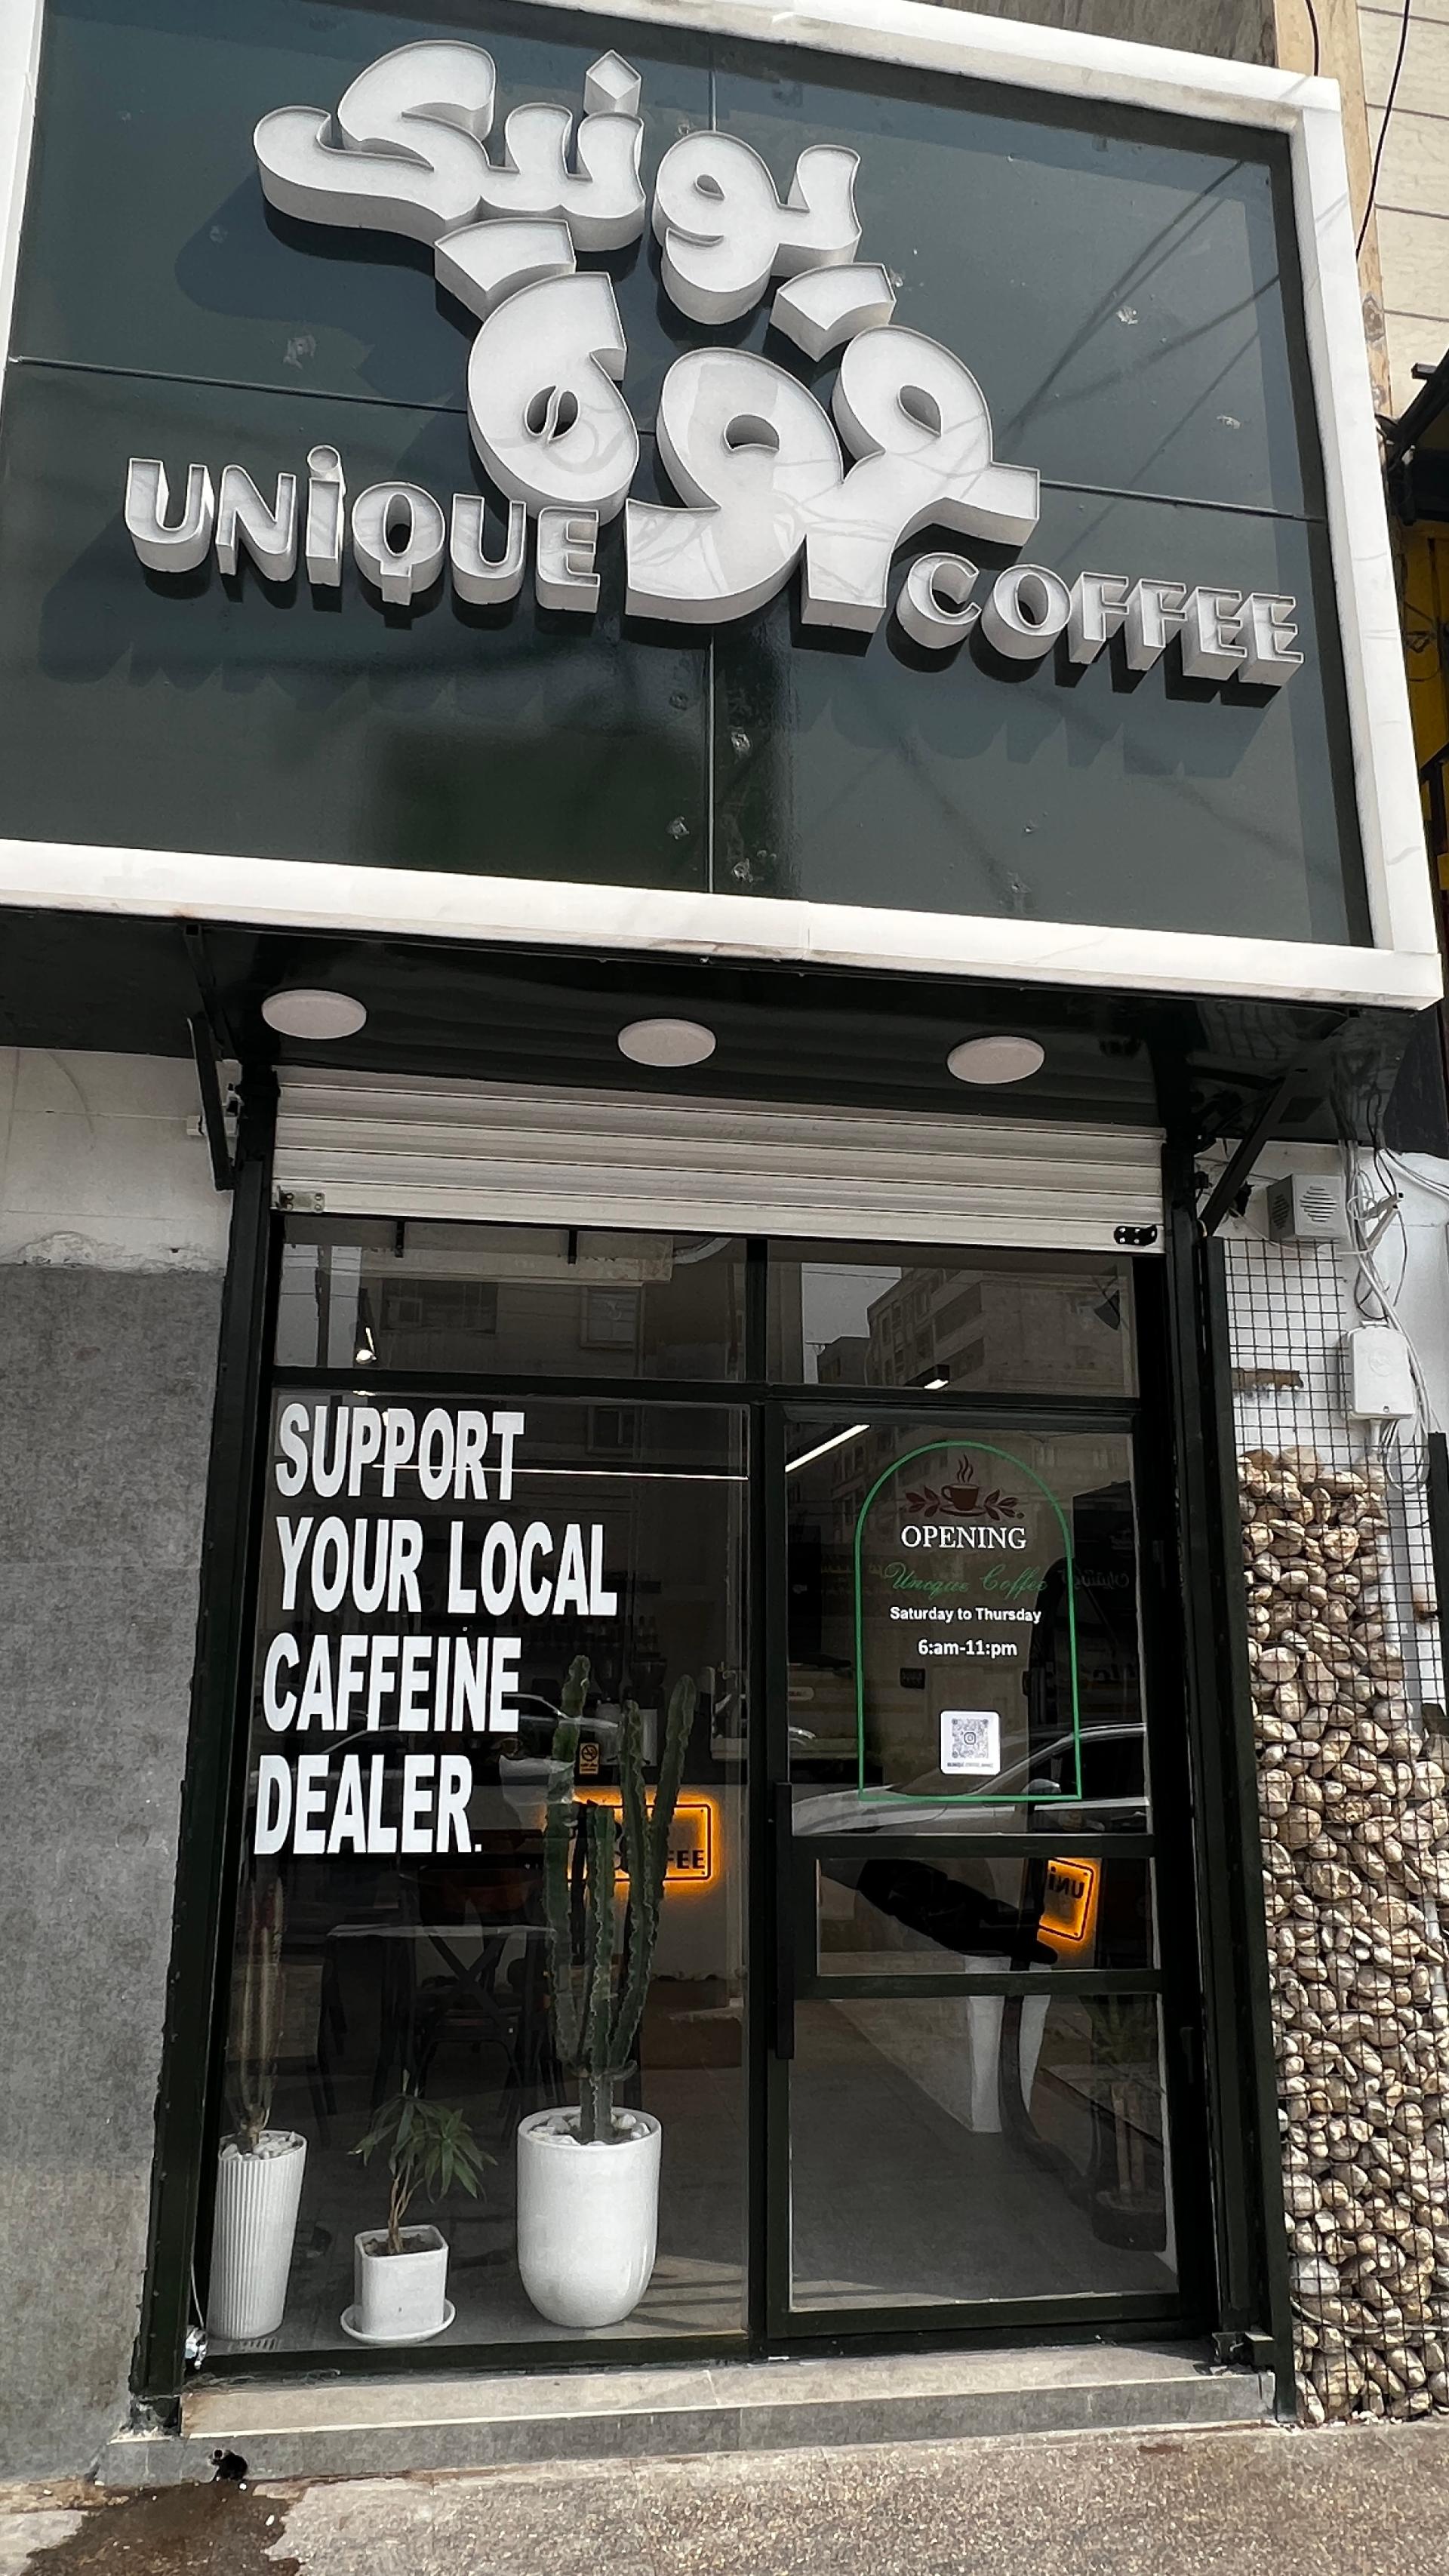 يونيك
قهوة
UNiQUE COFFEE
SUPPORT
YOUR LOCAL
CAFFEINE
DEALER.
OPENING
Unique Coffee
Saturday to Thursday
6:am-11:pm